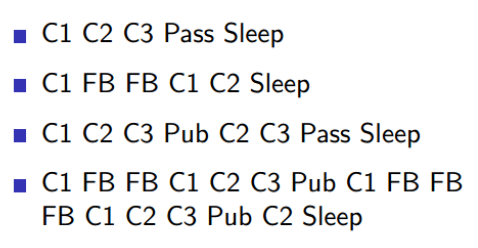 C1 C2 C3 Pass Sleep
C1 FB FB C1 C2 Sleep
C1 C2 C3 Pub C2 C3 Pass Sleep
C1 FB FB C1 C2 C3 Pub C1 FB FB
FB C1 C2 C3 Pub C2 Sleep